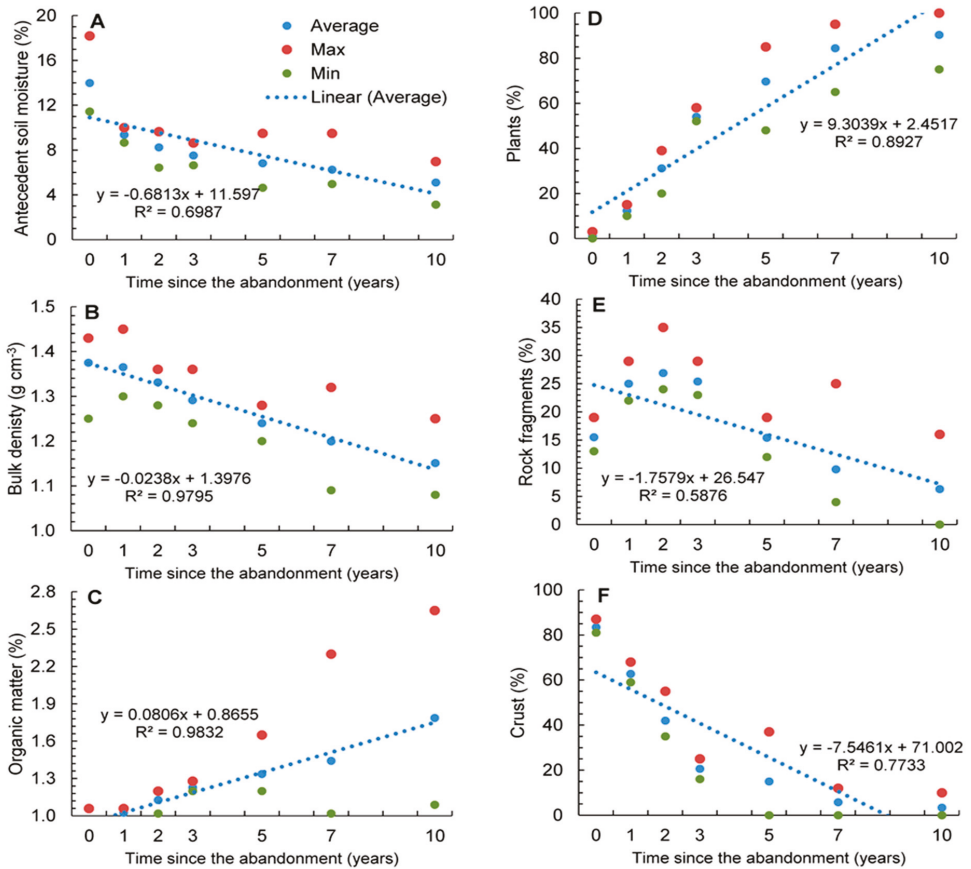 A
Antecedent soil moisture (%)
20
16
12
8
4
0
Average
Max
Min
Linear (Average)
y = -0.6813x + 11.597
R² = 0.6987
0 1 2 3 5 7 10
Time since the abandonment (years)
B
Bulk denisty (g cm-3)
1.5
1.4
1.3
1.2
1.1
1.0
y = -0.0238x + 1.3976
R² = 0.9795
0 1 2 3 5 7 10
Time since the abandonment (years)
C
Organic matter (%)
2.8
2.5
2.2
1.9
1.6
1.3
1.0
y = 0.0806x + 0.8655
R² = 0.9832
0 1 2 3 5 7 10
Time since the abandonment (years)
D
Plants (%)
100
80
60
40
20
0
y = 9.3039x + 2.4517
R² = 0.8927
0 1 2 3 5 7 10
Time since the abandonment (years)
E
Rock fragments (%)
40
35
30
25
20
15
10
5
0
y = -1.7579x + 26.547
R² = 0.5876
0 1 2 3 5 7 10
Time since the abandonment (years)
F
Crust (%)
100
80
60
40
20
0
y = -7.5461x + 71.002
R² = 0.7733
0 1 2 3 5 7 10
Time since the abandonment (years)